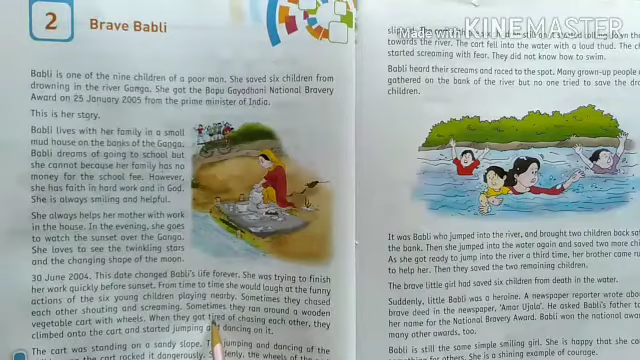 2
Brave Babli
Babli is one of the nine children of a poor man. She saved six children from
drowning in the river Ganga. She got the Bapu Gayadhani National Bravery
Award on 25 January 2005 from the prime minister of India.
This is her story.
Babli lives with her family in a small
mud house on the banks of the Ganga.
Babli dreams of going to school but
she cannot because her family has no
money for the school fee. However,
she has faith in hard work and in God.
She is always smiling and helpful.
She always helps her mother with work
in the house. In the evening, she goes
to watch the sunset over the Ganga.
She loves to see the twinkling stars
and the changing shape of the moon.
30 June 2004. This date changed Babli's life forever. She was trying to finish
her work quickly before sunset. From time to time she would laugh at the funny
actions of the six young children playing nearby. Sometimes they chased
each other shouting and screaming. Sometimes they ran around a wooden
vegetable cart with wheels. When they got tired of chasing each other, they
climbed onto the cart and started jumping and dancing on it.
The cart was standing on a sandy slope. The jumping and dancing of the
the cart rocked it dangerously. Suddenly, the wheels of the
Made with KINEMASTER
towards the river. The cart fell into the water with a loud thud. The
started screaming with fear. They did not know how to swim.
Babli heard their screams and raced to the spot. Many grown-up people
gathered on the bank of the river but no one tried to save the
children.
It was Babli who jumped into the river, and brought two children back
the bank. Then she jumped into the water again and saved two more
As she got ready to jump into the river a third time, her brother came
to help her. Then they saved the two remaining children.
The brave little girl had saved six children from death in the water.
Suddenly, little Babli was a heroine. A newspaper reporter wrote about
brave deed in the newspaper, 'Amar Ujala'. He asked Babli's father to
her name for the National Bravery Award. Babli won the national
many other awards, too.
Babli is still the same simple smiling girl. She is happy that she
something for others. She is a shining example of courage.